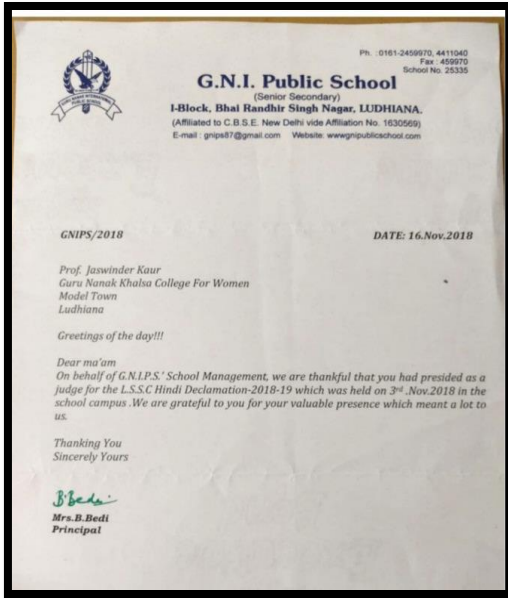 Ph. : 0161-2459970, 4411040
Fax : 459970
School No. 25335
GURU NANAK INTERNATIONAL
PUBLIC SCHOOL
G.N.I. Public School
(Senior Secondary)
I-Block, Bhai Randhir Singh Nagar, LUDHIANA.
(Affiliated to C.B.S.E. New Delhi vide Affiliation No. 1630569)
E-mail : gnips87@gmail.com Website: wwwgnipublicschool.com
GNIPS/2018 DATE: 16.Nov.2018
Prof. Jaswinder Kaur
Guru Nanak Khalsa College For Women
Model Town
Ludhiana
Greetings of the day!!!
Dear ma'am
On behalf of G.N.I.P.S.' School Management, we are thankful that you had presided as a
judge for the L.S.S.C Hindi Declamation-2018-19 which was held on 3rd .Nov.2018 in the
school campus .We are grateful to you for your valuable presence which meant a lot to
us.
Thanking You
Sincerely Yours
B.Bedi
Mrs.B.Bedi
Principal